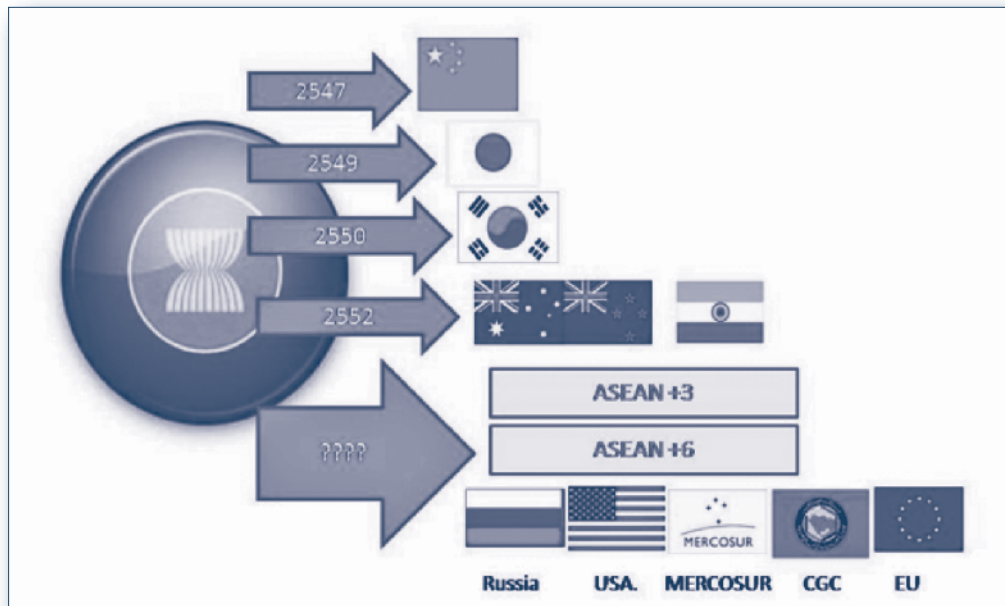 2547
2549
2550
2552
ASEAN +3
ASEAN +6
????
MERCOSUR
Russia USA. MERCOSUR CGC EU